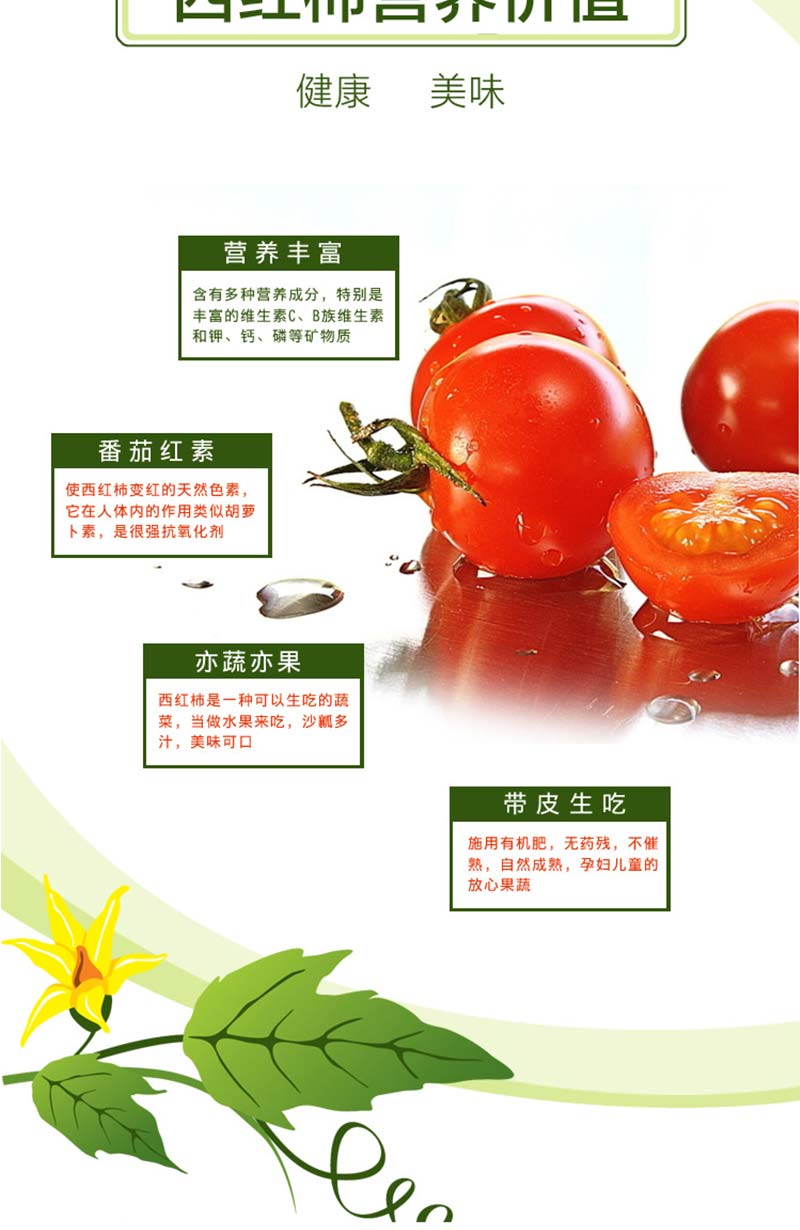 西红柿营养价值
健康 美味
营养丰富
含有多种营养成分，特别是
丰富的维生素C、B族维生素
和钾、钙、磷等矿物质
番茄红素
使西红柿变红的天然色素，
它在人体内的作用类似胡萝
卜素，是很强抗氧化剂
亦蔬亦果
西红柿是一种可以生吃的蔬
菜，当做水果来吃，沙瓤多
汁，美味可口
带皮生吃
施用有机肥，无药残，不催
熟，自然成熟，孕妇儿童的
放心果蔬